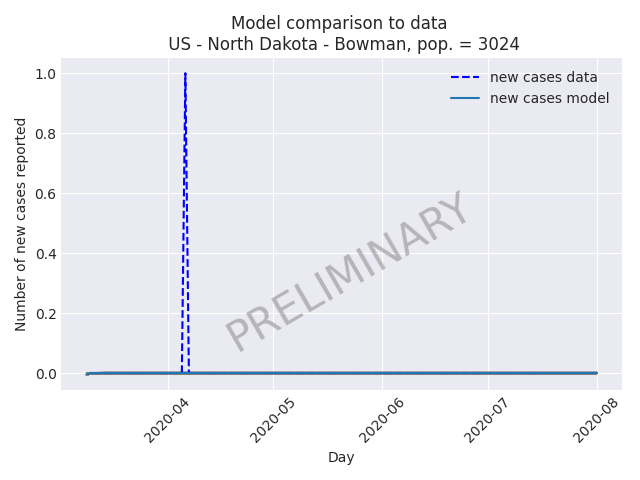 Model comparison to data
US - North Dakota - Bowman, pop. = 3024
new cases data
new cases model
Number of new cases reported
1.0
0.8
0.6
0.4
0.2
0.0
PRELIMINARY
2020-04
2020-05
2020-06
2020-07
2020-08
Day